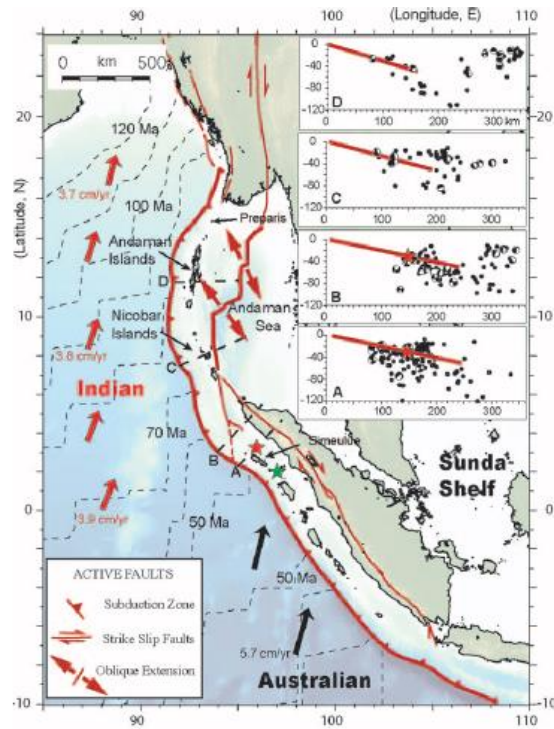 (Longitude, E)
90
100
110
(Latitude, N)
0 km 500
20
10
0
-10
120 Ma
3.7 cm/yr
100 Ma
Preparis
Andaman
Islands
D
Nicobar
Islands
Andaman
Sea
3.8 cm/yr
C
Indian
70 Ma
B
A
Simeulue
Sunda
Shelf
3.9 cm/yr
50 Ma
50 Ma
5.7 cm/yr
Australian
0
-40
-80
-120
D
0 100 200 300 km
0
-40
-80
C
0 100 200 300
0
-40
-80
-120
B
0 100 200 300
0
-40
-80
-120
A
0 100 200 300
ACTIVE FAULTS
Subduction Zone
Strike Slip Faults
Oblique Extension
20
10
0
-10
90
100
110